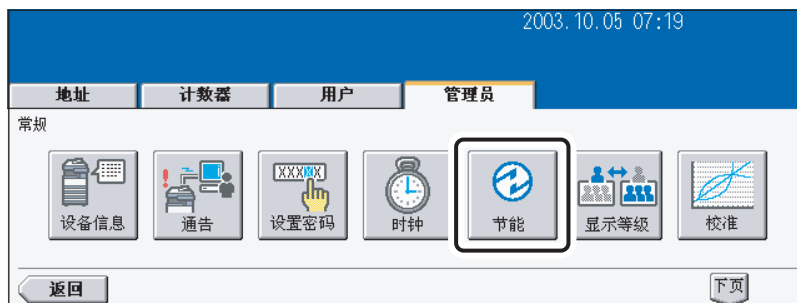 2003.10.05 07:19
地址 计数器 用户 管理员
常规
XXXXX
设备信息 通告 设置密码 时钟 节能 显示等级 校准
返回 下页